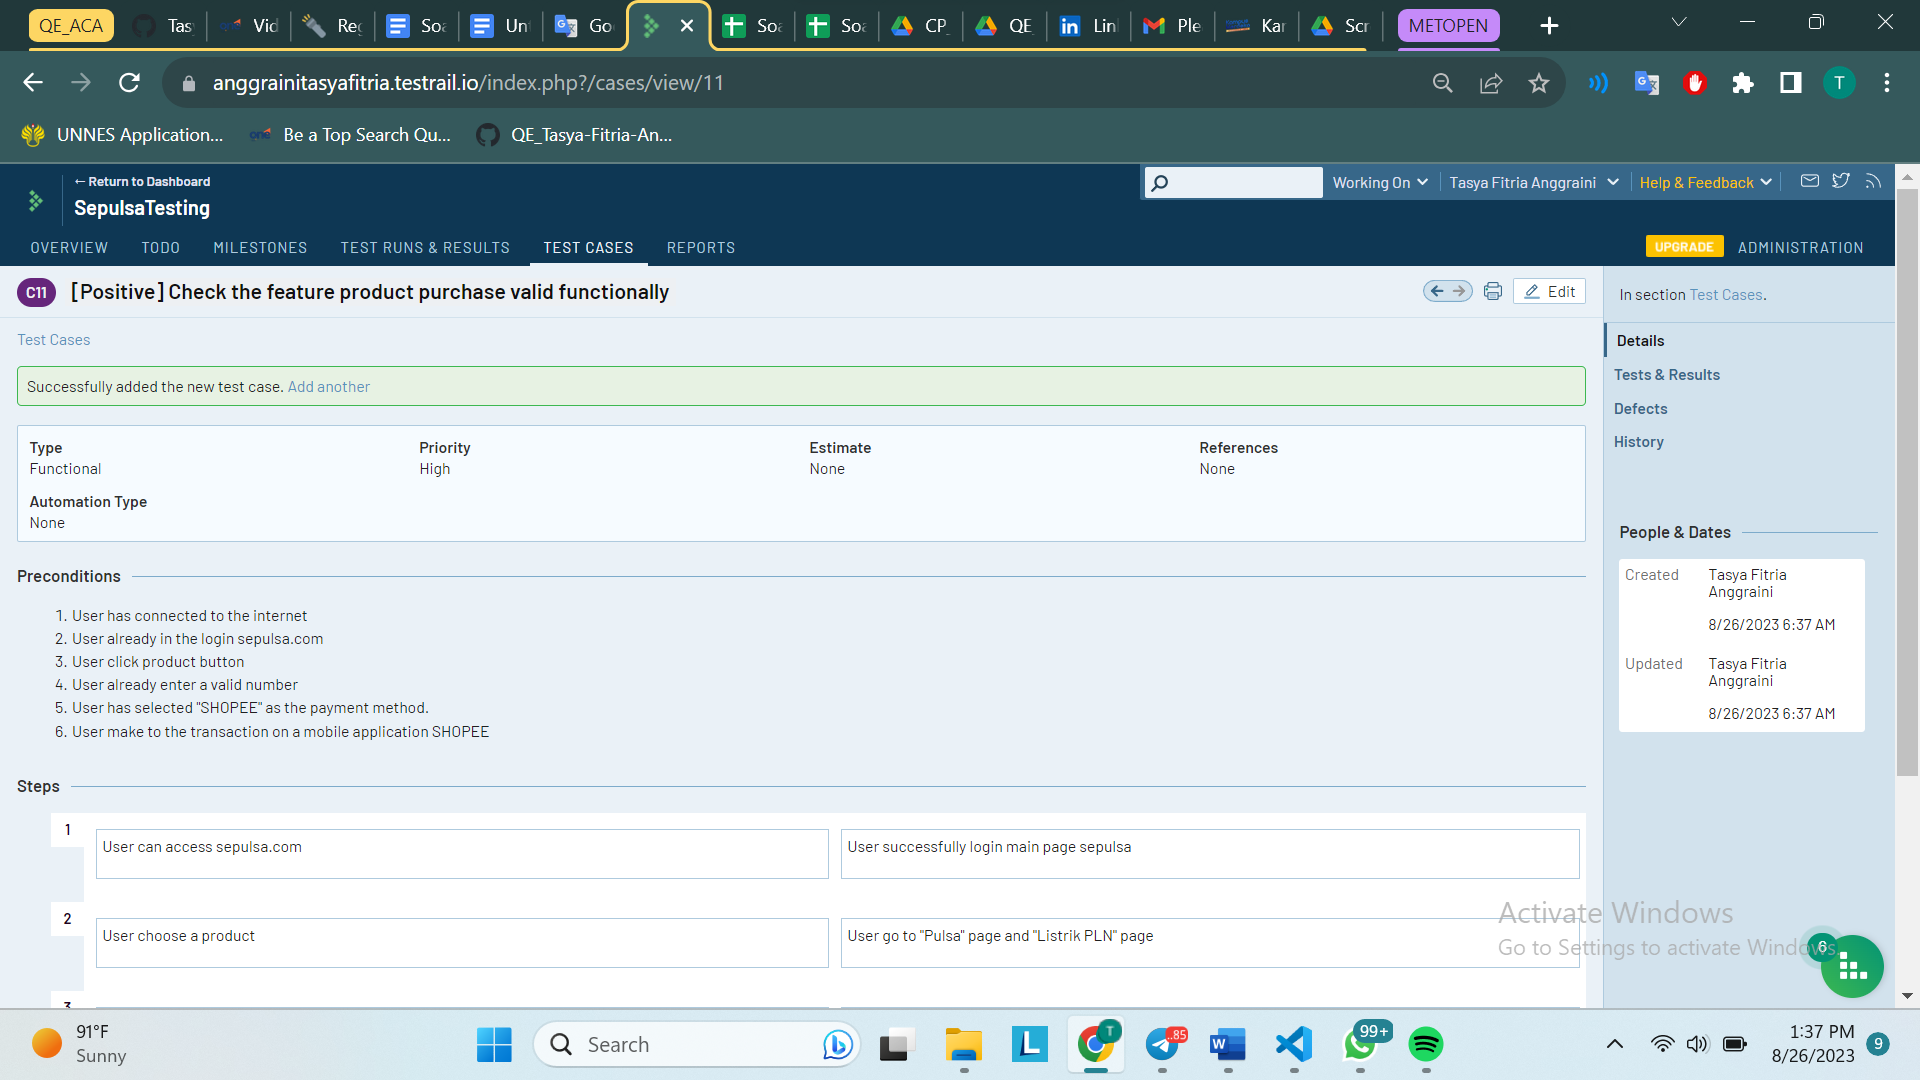 QE_ACA
Tas
Vid
Reg
Soa
Unt
Go
Soa
Soa
CP_
QE_
Lin
Ple
Kar
Scr
METOPEN
anggrainitasyafitria.testrail.io/index.php?/cases/view/11
T
UNNES Application...
one
Be a Top Search Qu...
QE_Tasya-Fitria-An...
← Return to Dashboard
SepulsaTesting
Working On
Tasya Fitria Anggraini
Help & Feedback
OVERVIEW
TODO
MILESTONES
TEST RUNS & RESULTS
TEST CASES
REPORTS
UPGRADE
ADMINISTRATION
C11
[Positive] Check the feature product purchase valid functionally
Edit
In section Test Cases.
Test Cases
Details
Successfully added the new test case. Add another
Tests & Results
Defects
History
Type
Functional
Priority
High
Estimate
None
References
None
Automation Type
None
People & Dates
Created
Tasya Fitria
Anggraini
8/26/2023 6:37 AM
Updated
Tasya Fitria
Anggraini
8/26/2023 6:37 AM
Preconditions
1. User has connected to the internet
2. User already in the login sepulsa.com
3. User click product button
4. User already enter a valid number
5. User has selected "SHOPEE" as the payment method.
6. User make to the transaction on a mobile application SHOPEE
Steps
1
User can access sepulsa.com
User successfully login main page sepulsa
2
User choose a product
User go to "Pulsa" page and "Listrik PLN" page
3
Activate Windows
Go to Settings to activate Windows.
6
91°F
Sunny
Search
L
T
.85
W
99+
1:37 PM
8/26/2023
9